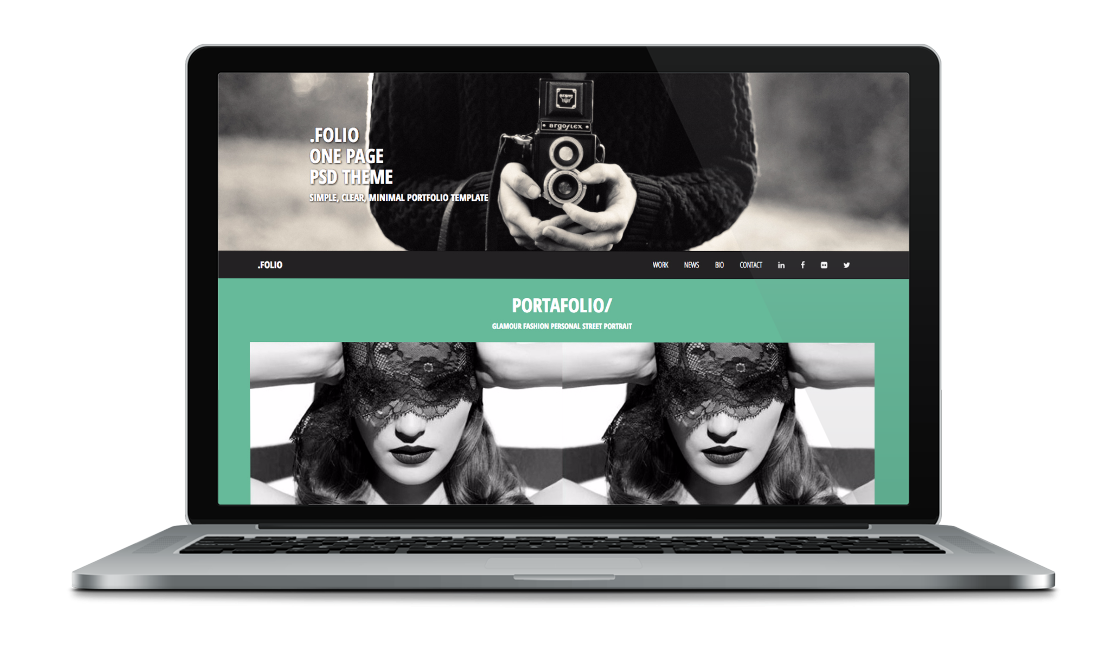 .FOLIO
ONE PAGE
PSD THEME
SIMPLE, CLEAR, MINIMAL PORTFOLIO TEMPLATE
argoflex
.FOLIO WORK NEWS BIO CONTACT
PORTAFOLIO/
GLAMOUR FASHION PERSONAL STREET PORTRAIT